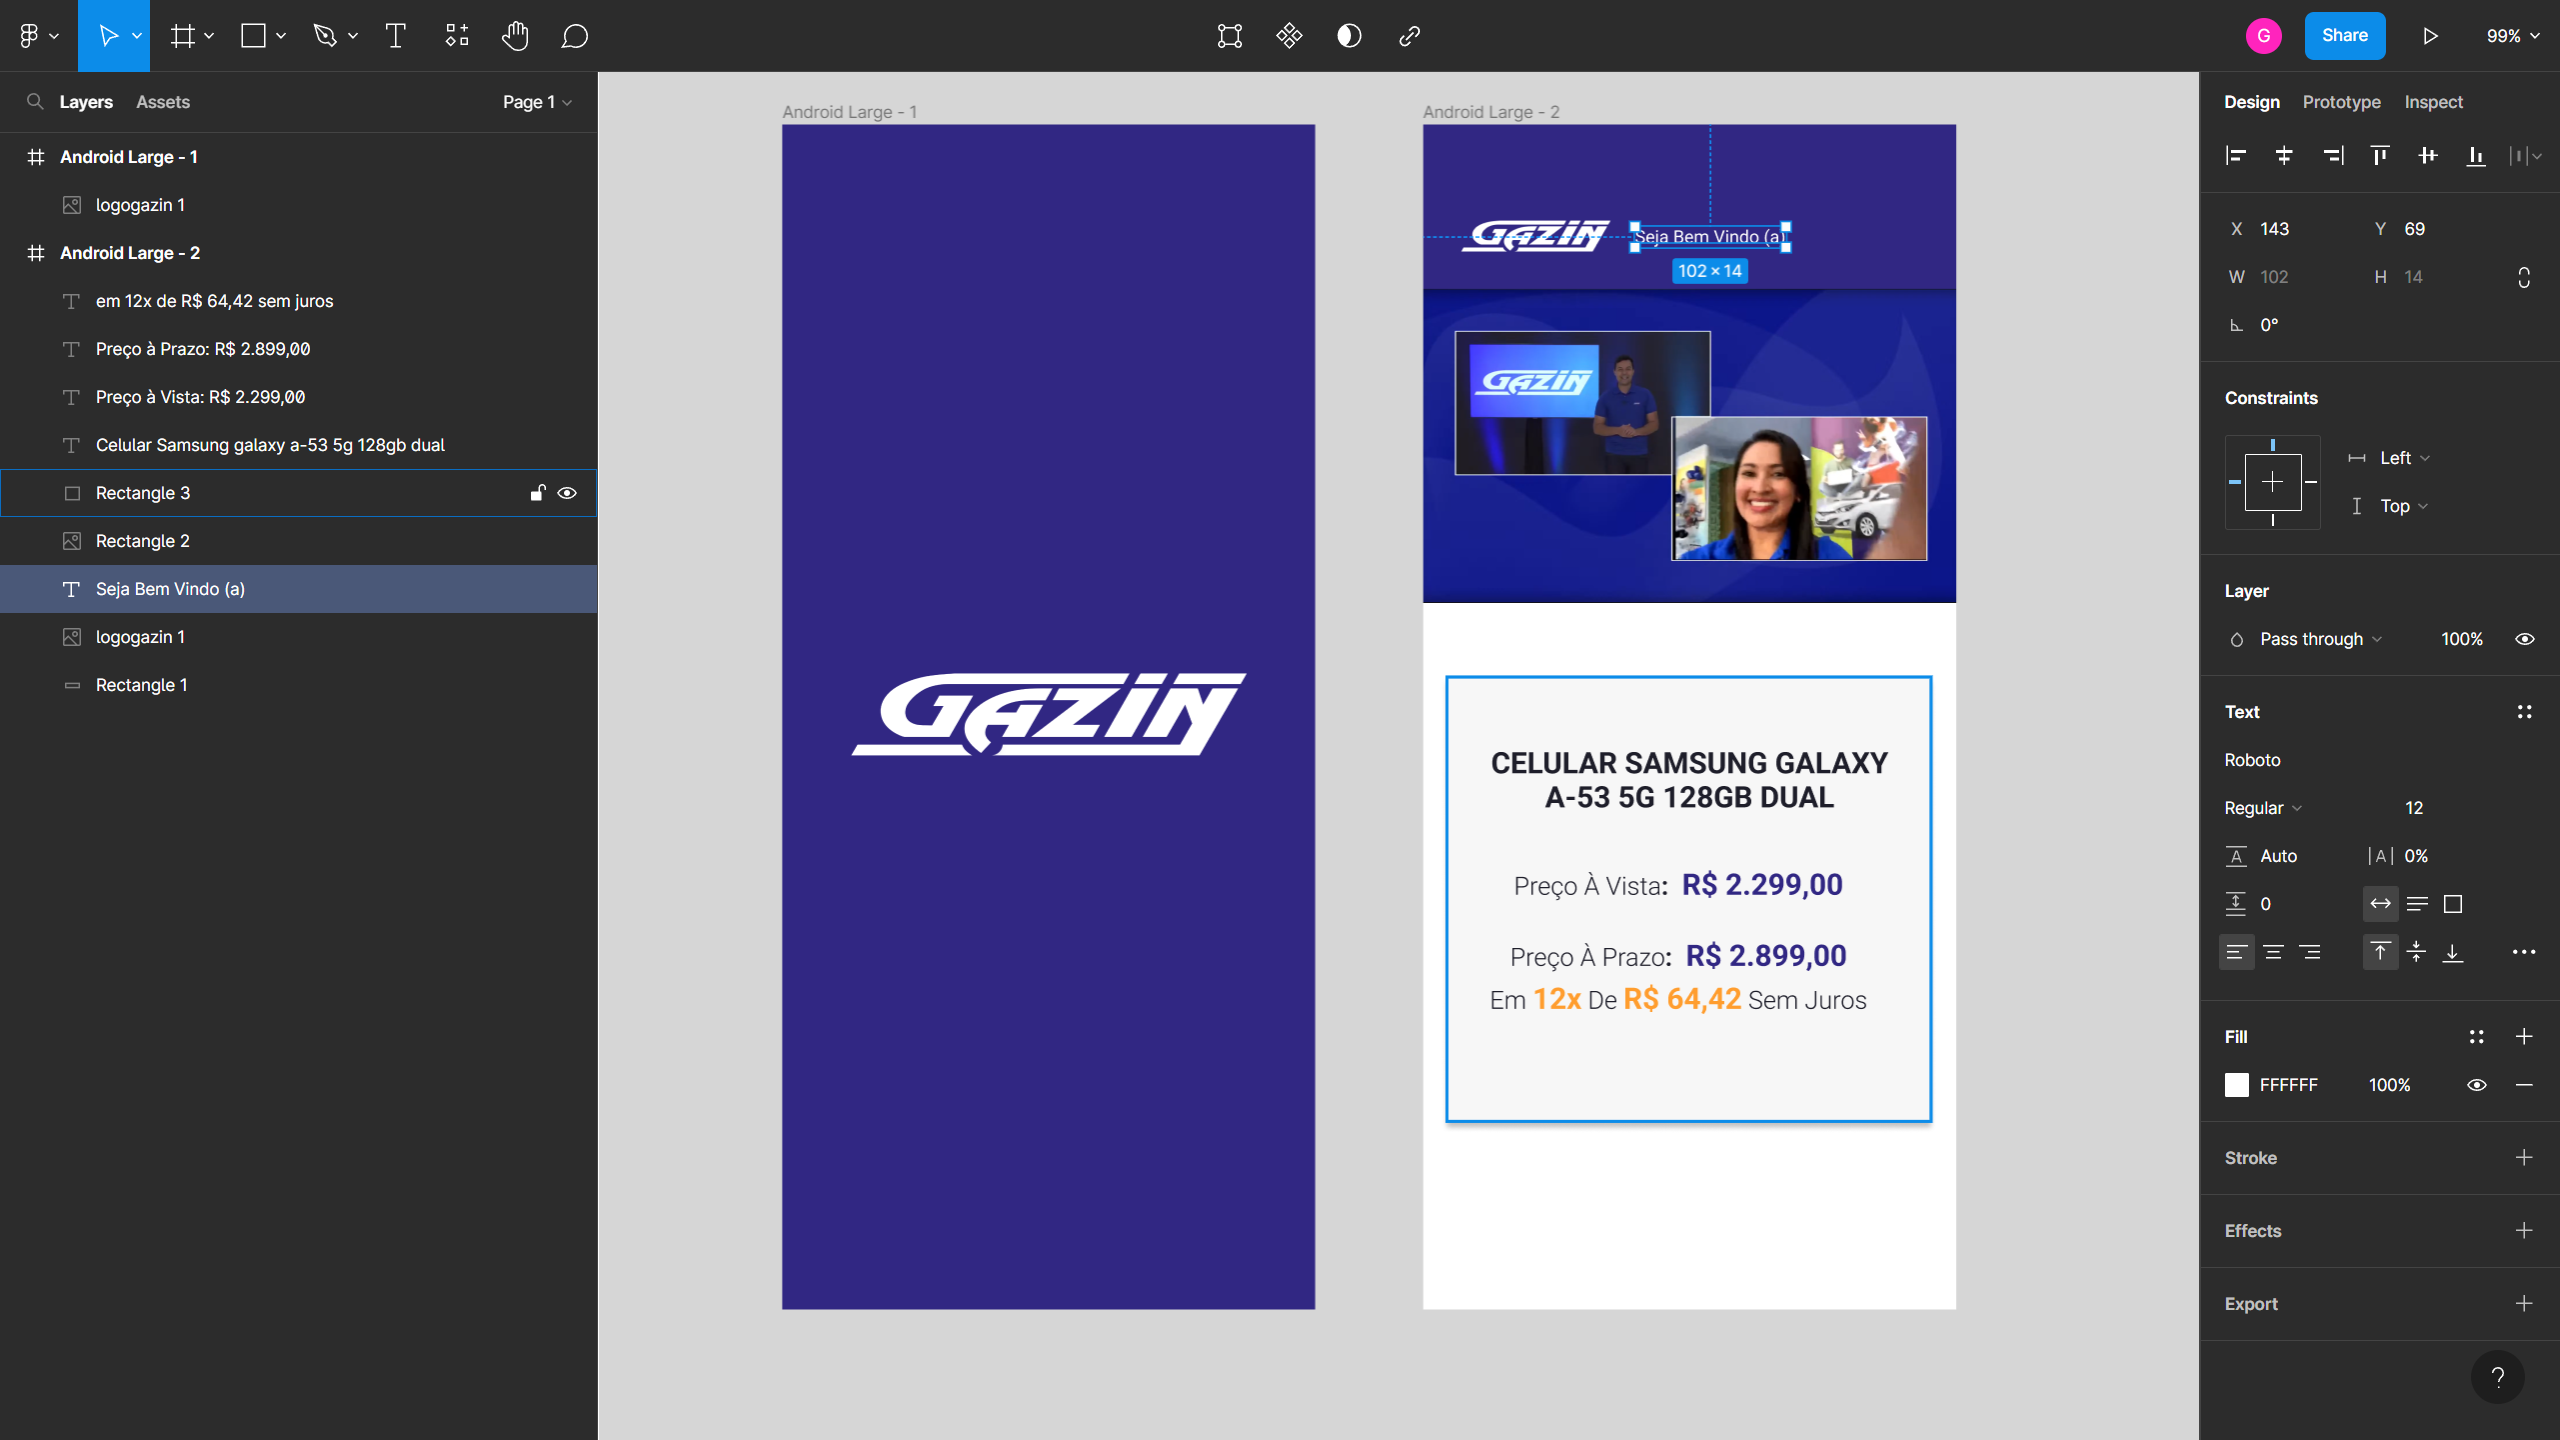 G
Share
99%
Layers
Assets
Page 1
Android Large - 1
logogazin 1
Android Large - 2
em 12x de R$ 64,42 sem juros
Preço à Prazo: R$ 2.899,00
Preço à Vista: R$ 2.299,00
Celular Samsung galaxy a-53 5g 128gb dual
Rectangle 3
Rectangle 2
Seja Bem Vindo (a)
logogazin 1
Rectangle 1
Android Large - 1
GAZIN
Android Large - 2
GAZIN
Seja Bem Vindo (a)
102 × 14
GAZIN
CELULAR SAMSUNG GALAXY
A-53 5G 128GB DUAL
Preço À Vista: R$ 2.299,00
Preço À Prazo: R$ 2.899,00
Em 12x De R$ 64,42 Sem Juros
Design
Prototype
Inspect
X 143
Y 69
W 102
H 14
0°
Constraints
Left
Top
Layer
Pass through
100%
Text
Roboto
Regular
12
Auto
0%
0
Fill
FFFFFF
100%
Stroke
Effects
Export
?